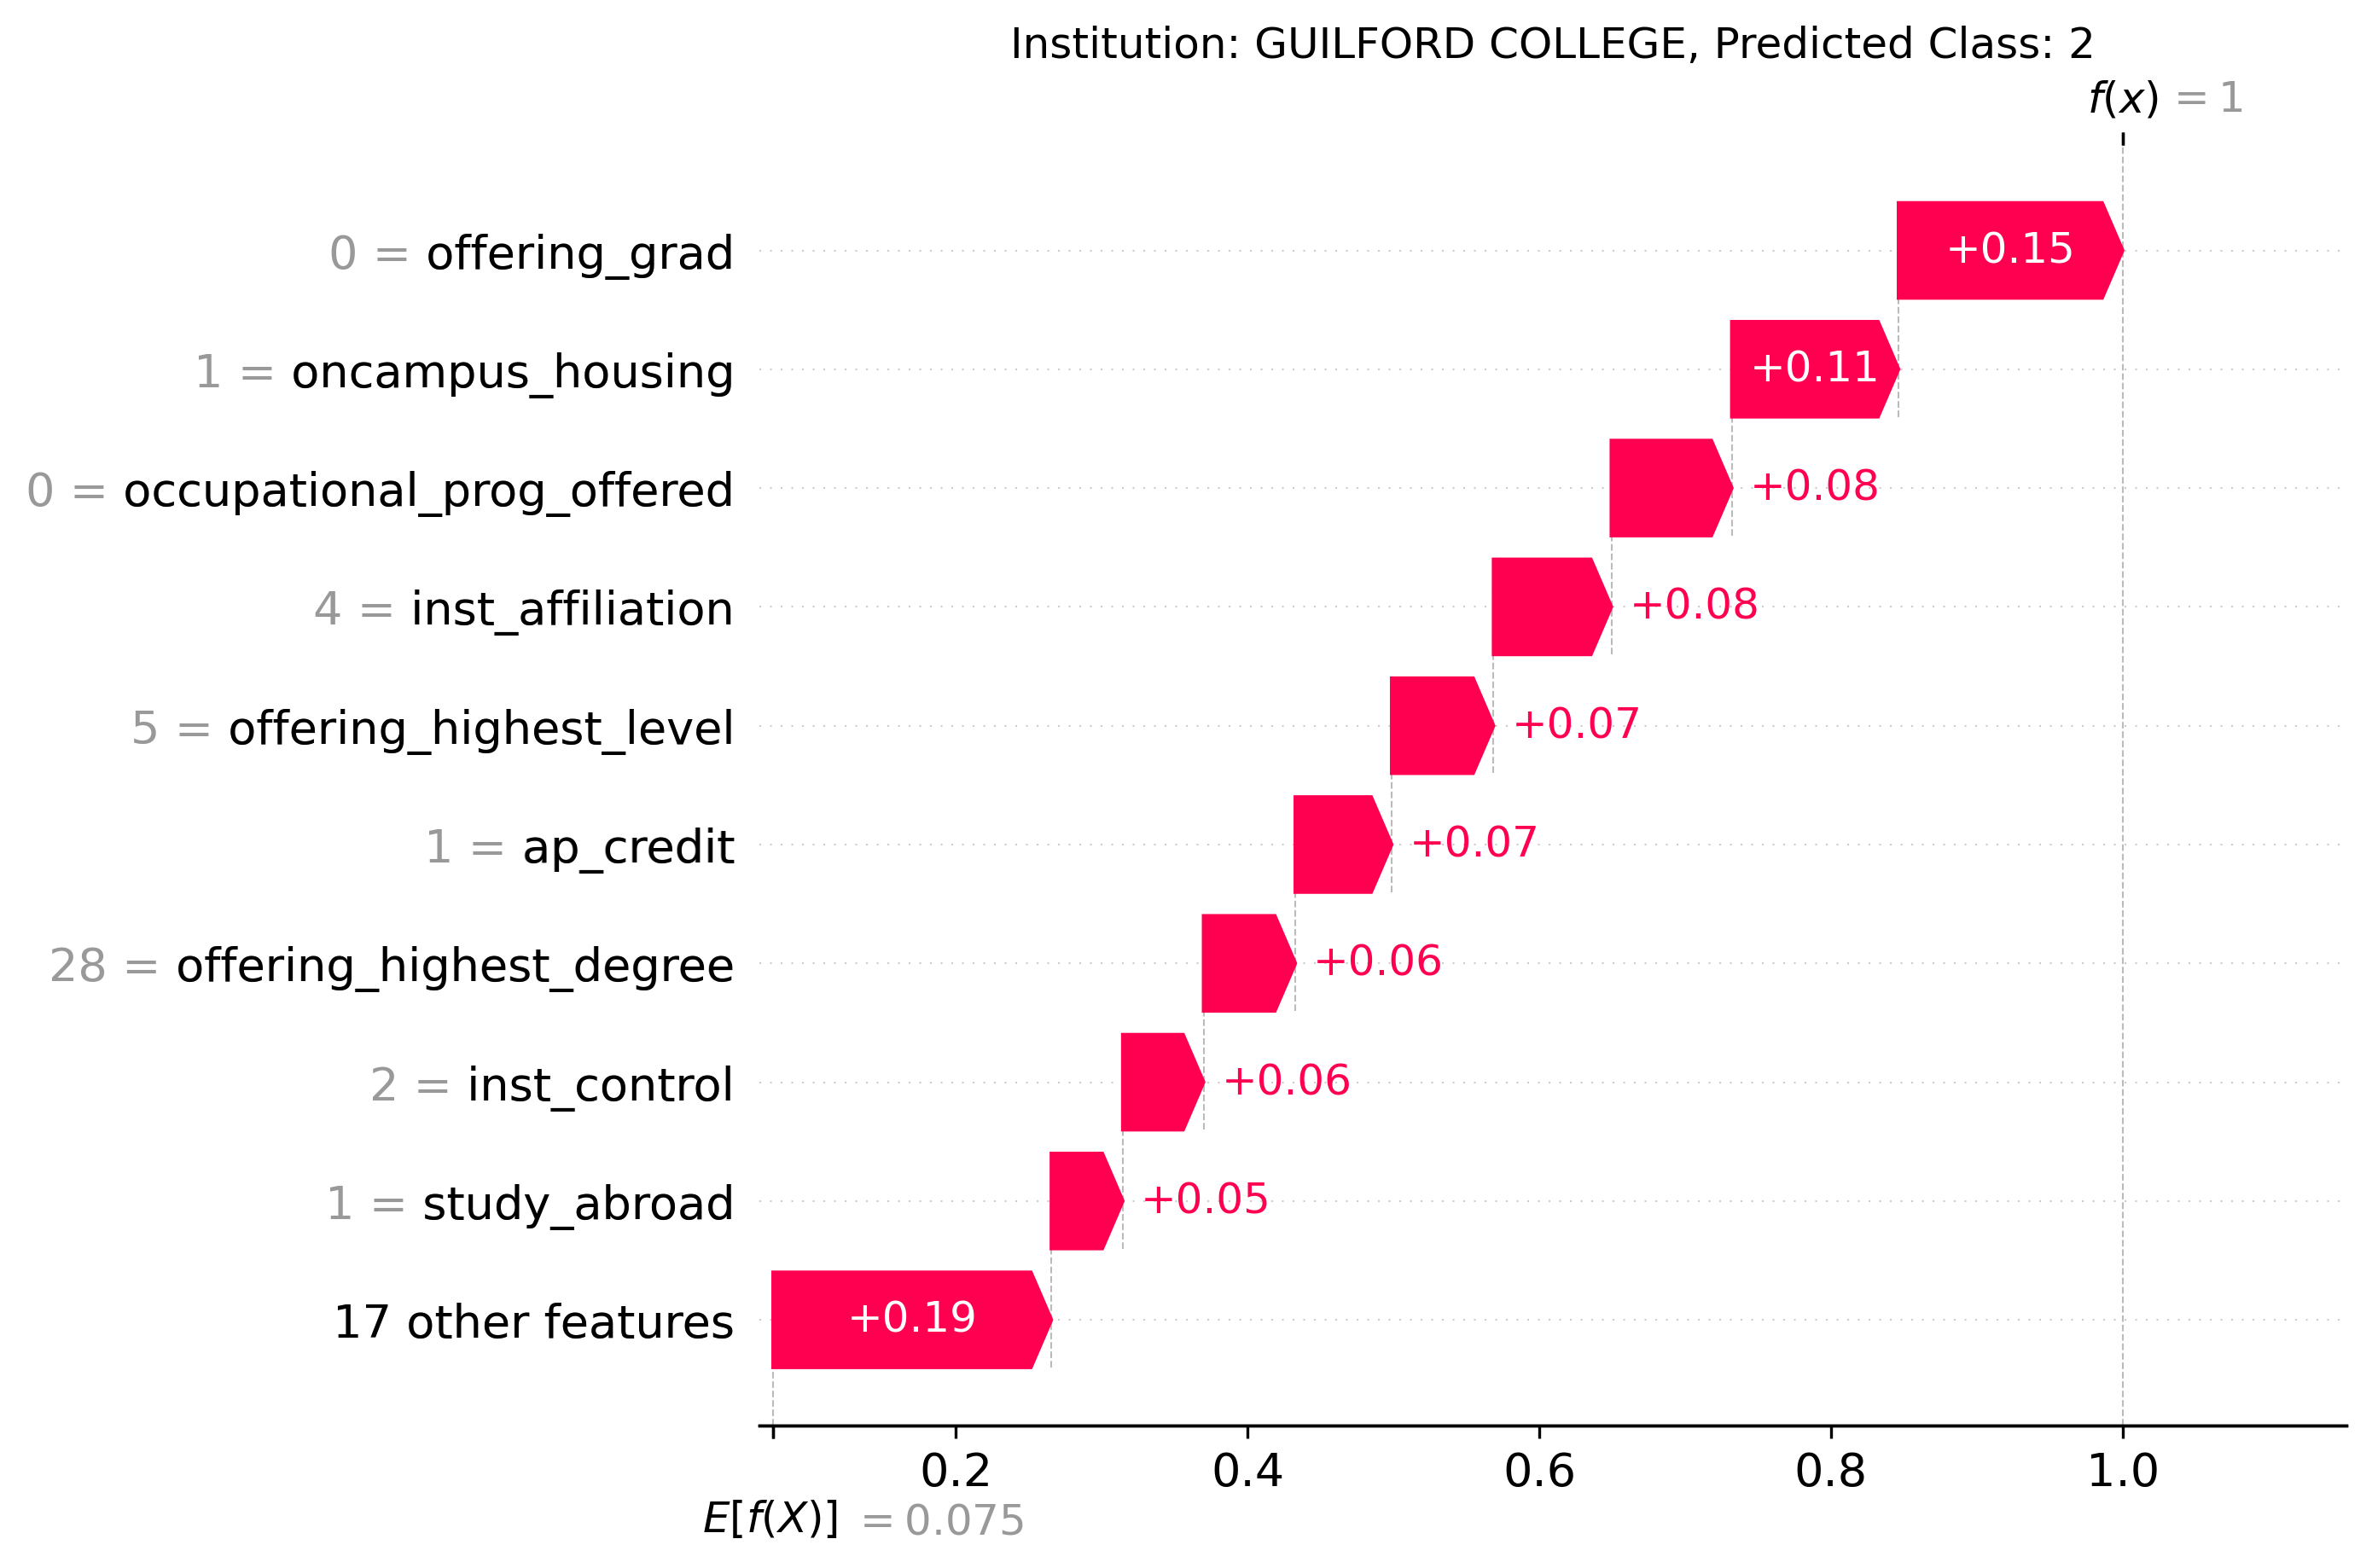 Institution: GUILFORD COLLEGE, Predicted Class: 2
f(x) = 1
0 = offering_grad +0.15
1 = oncampus_housing +0.11
0 = occupational_prog_offered +0.08
4 = inst_affiliation +0.08
5 = offering_highest_level +0.07
1 = ap_credit +0.07
28 = offering_highest_degree +0.06
2 = inst_control +0.06
1 = study_abroad +0.05
17 other features +0.19
0.2 0.4 0.6 0.8 1.0
E[f(X)] = 0.075